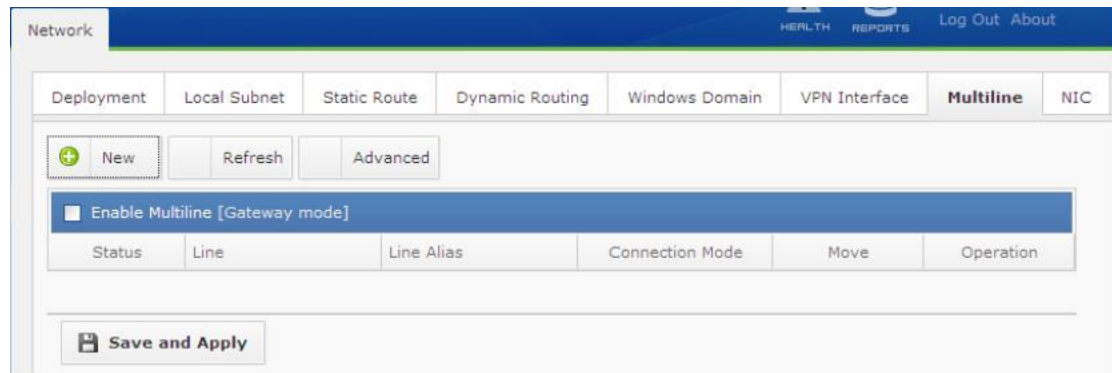 Network
HEALTH REPORTS Log Out About
Deployment Local Subnet Static Route Dynamic Routing Windows Domain VPN Interface Multiline NIC
New Refresh Advanced
Enable Multiline [Gateway mode]
Status Line Line Alias Connection Mode Move Operation
Save and Apply